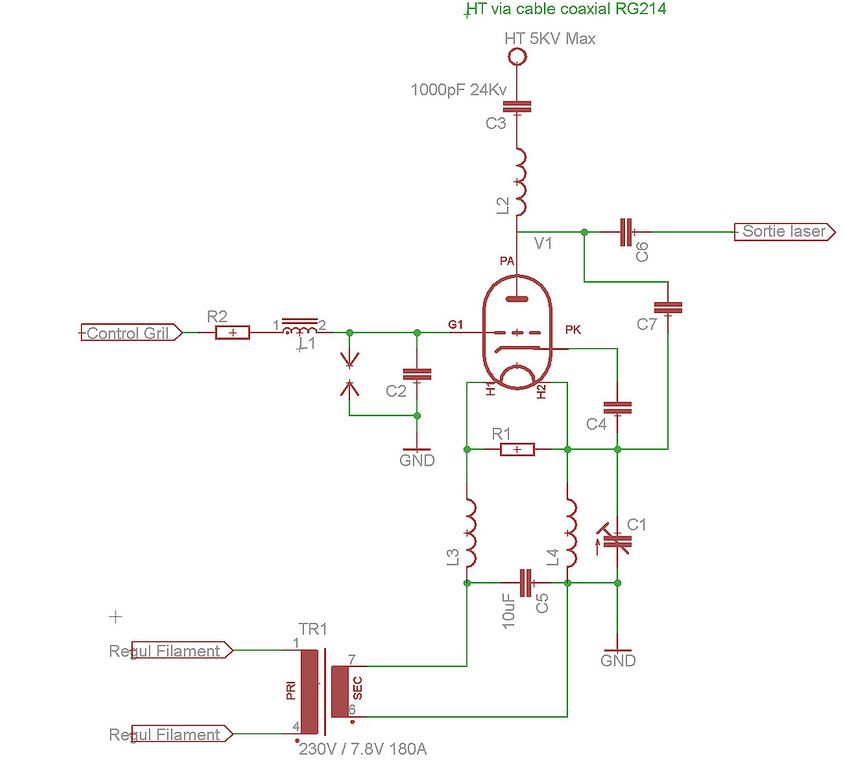 HT via cable coaxial RG214
HT 5KV Max
1000pF 24Kv
C3
L2
V1
Sortie laser
C6
PA
C7
R2
Control Gril
1
2
L1
G1
PK
C2
H1
H2
C4
R1
GND
C1
L3
L4
10uF
C5
GND
TR1
Regul Filament
1
7
PRI
SEC
6
4
Regul Filament
230V / 7.8V 180A